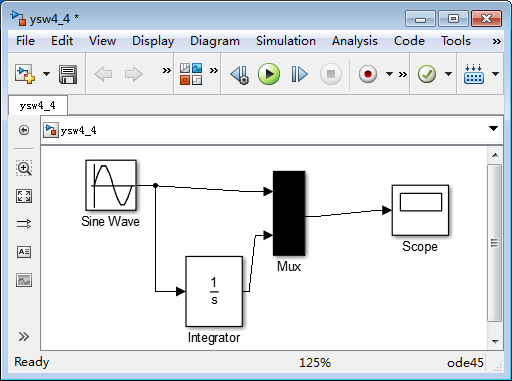 ysw4_4 *
File Edit View Display Diagram Simulation Analysis Code Tools »
ysw4_4
ysw4_4
Sine Wave
Mux
Scope
1
s
Integrator
Ready 125% ode45